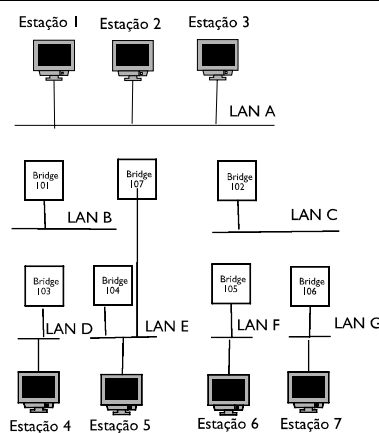 Estação 1 Estação 2 Estação 3
LAN A
Bridge 101
Bridge 107
Bridge 102
LAN B
LAN C
Bridge 103
Bridge 104
Bridge 105
Bridge 106
LAN D
LAN E
LAN F
LAN G
Estação 4 Estação 5 Estação 6 Estação 7